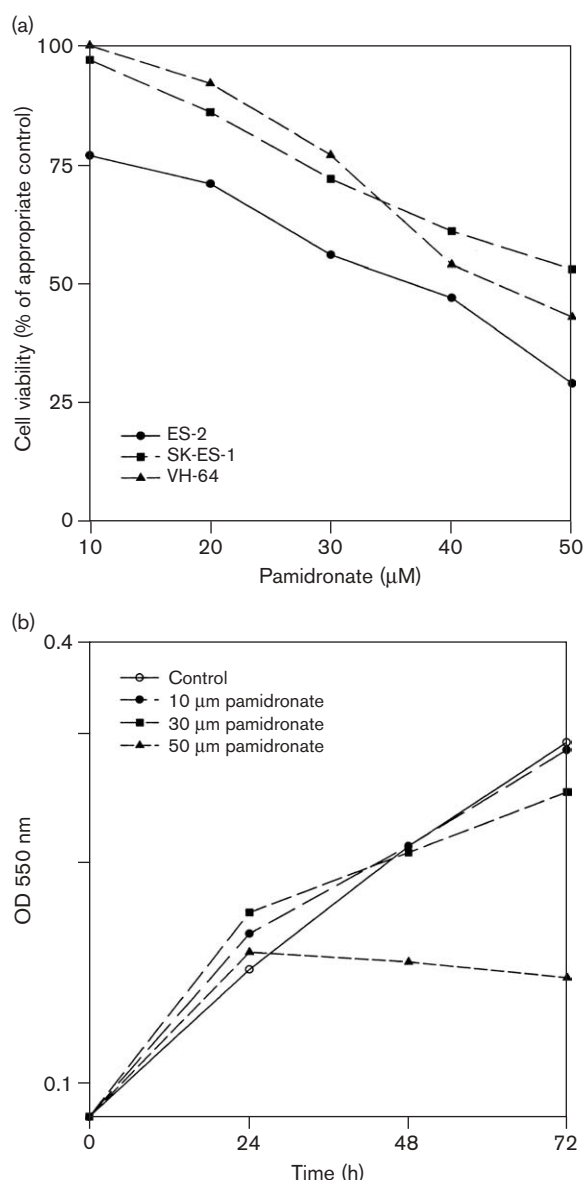 (a)
100
75
50
25
0
Cell viability (% of appropriate control)
ES-2
SK-ES-1
VH-64
10 20 30 40 50
Pamidronate (μM)
(b)
0.4
0.1
OD 550 nm
Control
10 μm pamidronate
30 μm pamidronate
50 μm pamidronate
0 24 48 72
Time (h)